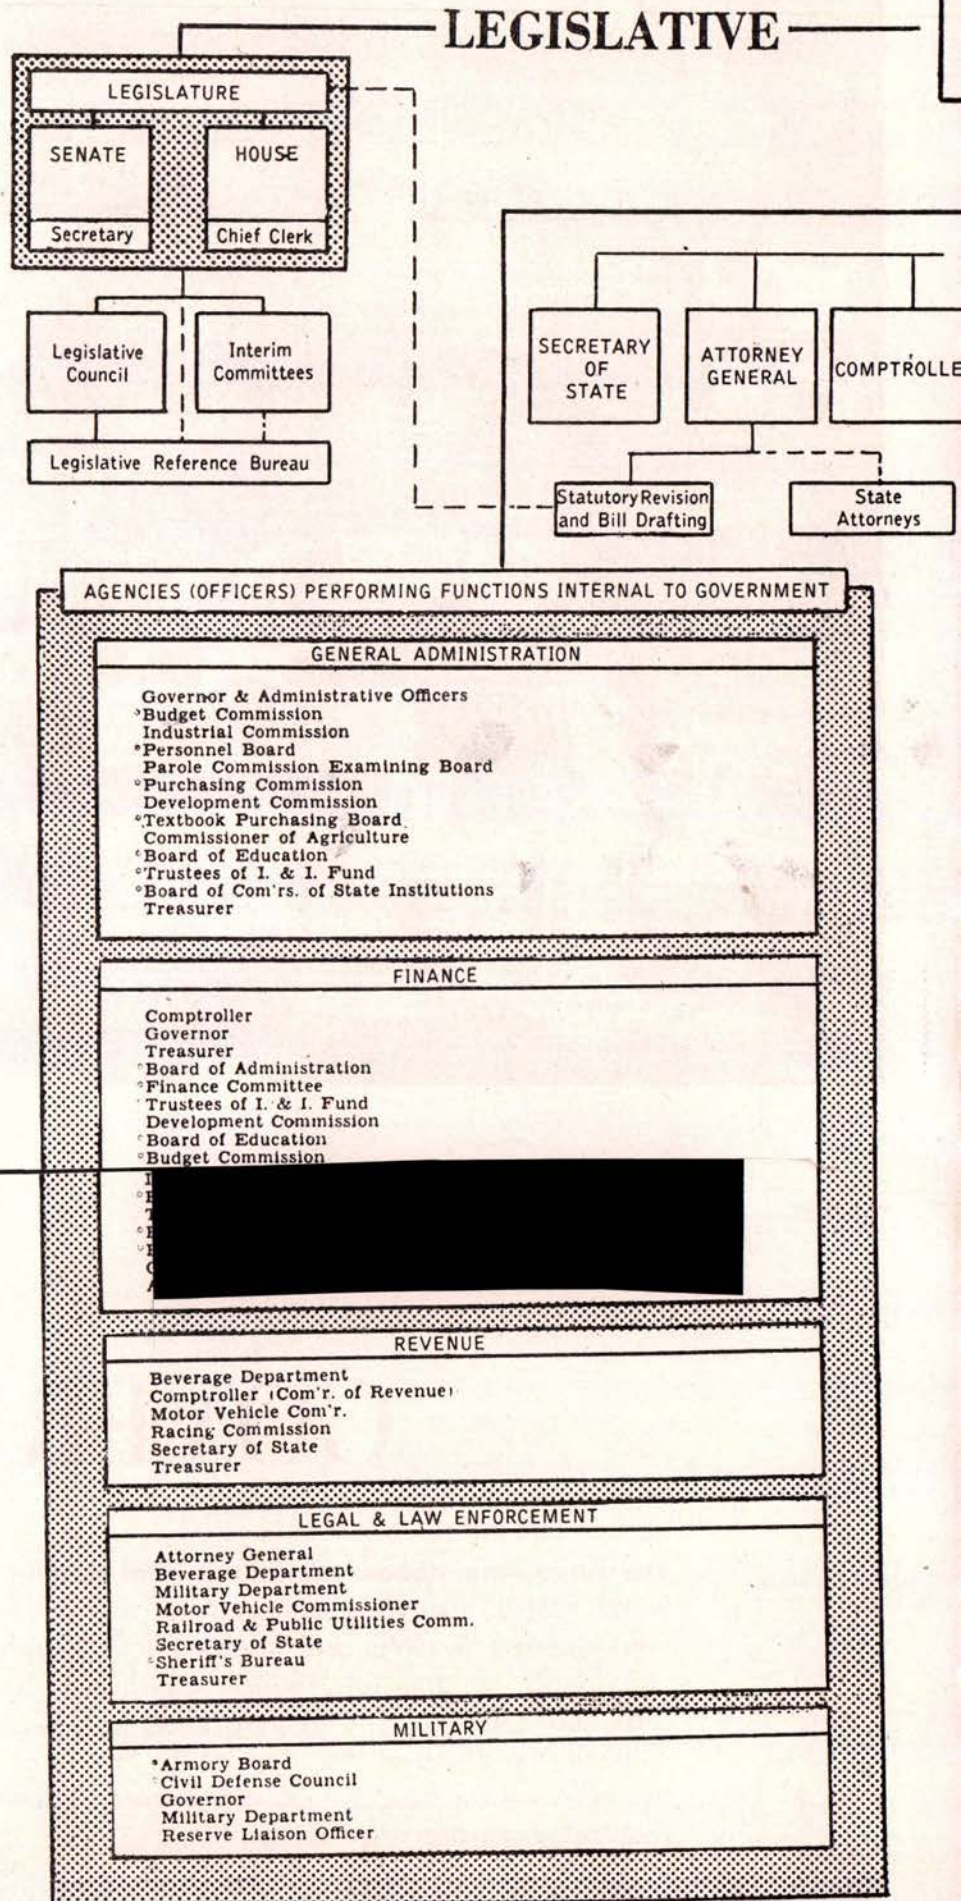 LEGISLATIVE
LEGISLATURE
SENATE
HOUSE
Secretary
Chief Clerk
Legislative
Council
Interim
Committees
Legislative Reference Bureau
SECRETARY
OF
STATE
ATTORNEY
GENERAL
COMPTROLLE
Statutory Revision
and Bill Drafting
State
Attorneys
AGENCIES (OFFICERS) PERFORMING FUNCTIONS INTERNAL TO GOVERNMENT
GENERAL ADMINISTRATION
Governor & Administrative Officers
°Budget Commission
Industrial Commission
*Personnel Board
Parole Commission Examining Board
°Purchasing Commission
Development Commission
°Textbook Purchasing Board
Commissioner of Agriculture
°Board of Education
°Trustees of I. & I. Fund
°Board of Com'rs. of State Institutions
Treasurer
FINANCE
Comptroller
Governor
Treasurer
°Board of Administration
°Finance Committee
Trustees of I. & I. Fund
Development Commission
°Board of Education
°Budget Commission
REVENUE
Beverage Department
Comptroller (Com'r. of Revenue)
Motor Vehicle Com'r.
Racing Commission
Secretary of State
Treasurer
LEGAL & LAW ENFORCEMENT
Attorney General
Beverage Department
Military Department
Motor Vehicle Commissioner
Railroad & Public Utilities Comm.
Secretary of State
°Sheriff's Bureau
Treasurer
MILITARY
*Armory Board
°Civil Defense Council
Governor
Military Department
Reserve Liaison Officer